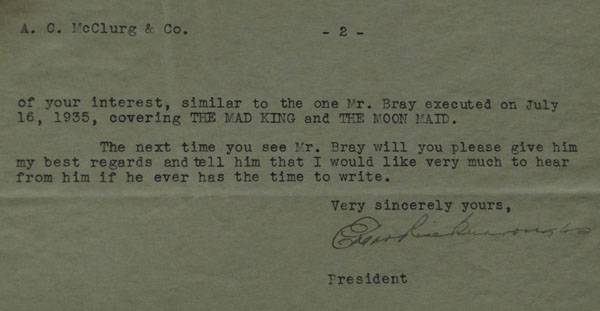 A. C. McClurg & Co. - 2 -
of your interest, similar to the one Mr. Bray executed on July
16, 1935, covering THE MAD KING and THE MOON MAID.
The next time you see Mr. Bray will you please give him
my best regards and tell him that I would like very much to hear
from him if he ever has the time to write.
Very sincerely yours,
Edgar Rice Burroughs
President